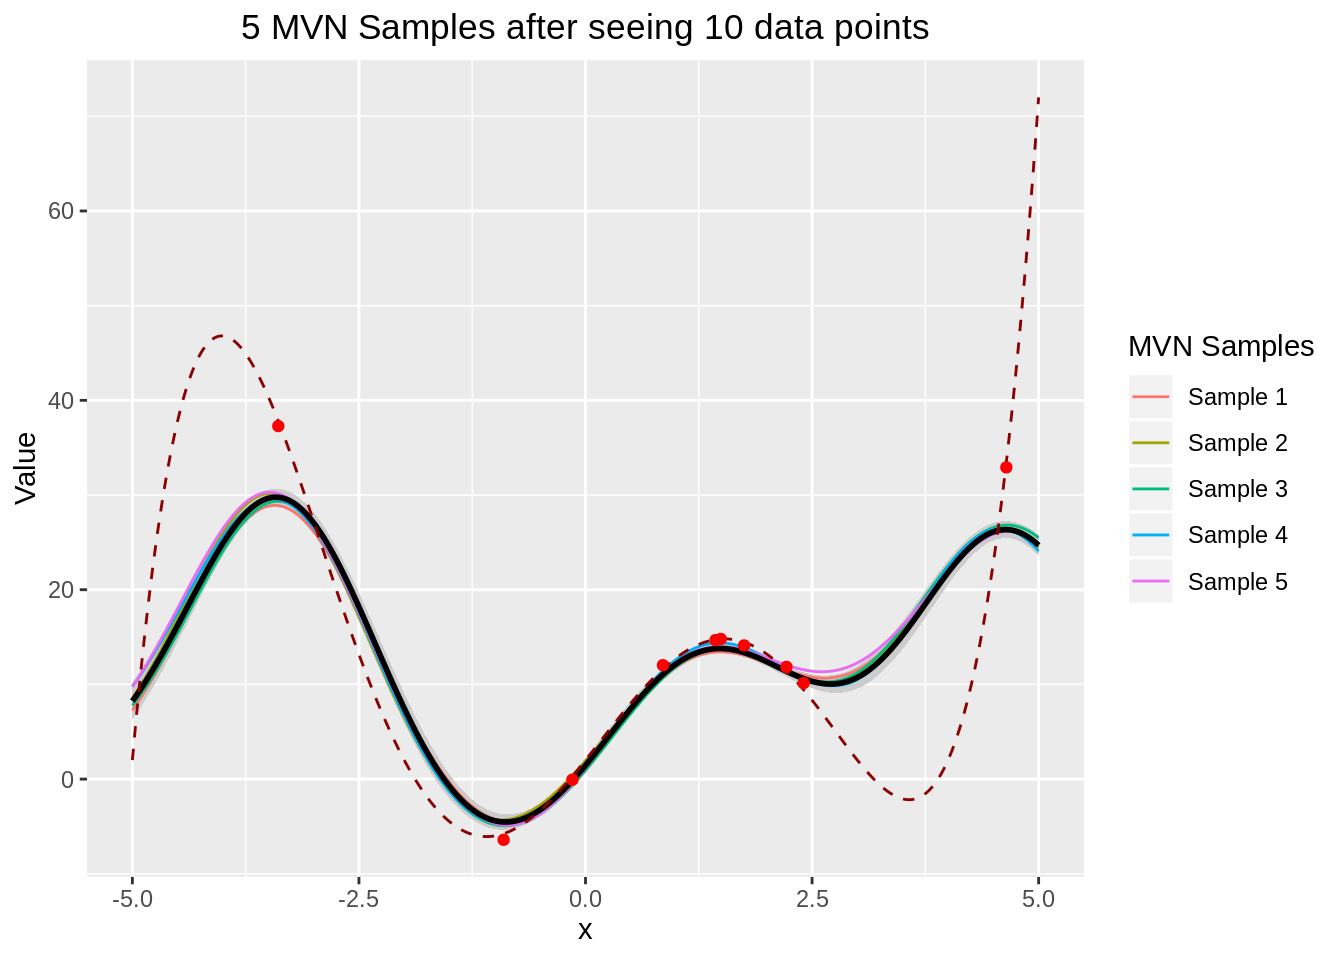 5 MVN Samples after seeing 10 data points
Value
60
40
20
0
-5.0
-2.5
0.0
2.5
5.0
x
MVN Samples
Sample 1
Sample 2
Sample 3
Sample 4
Sample 5